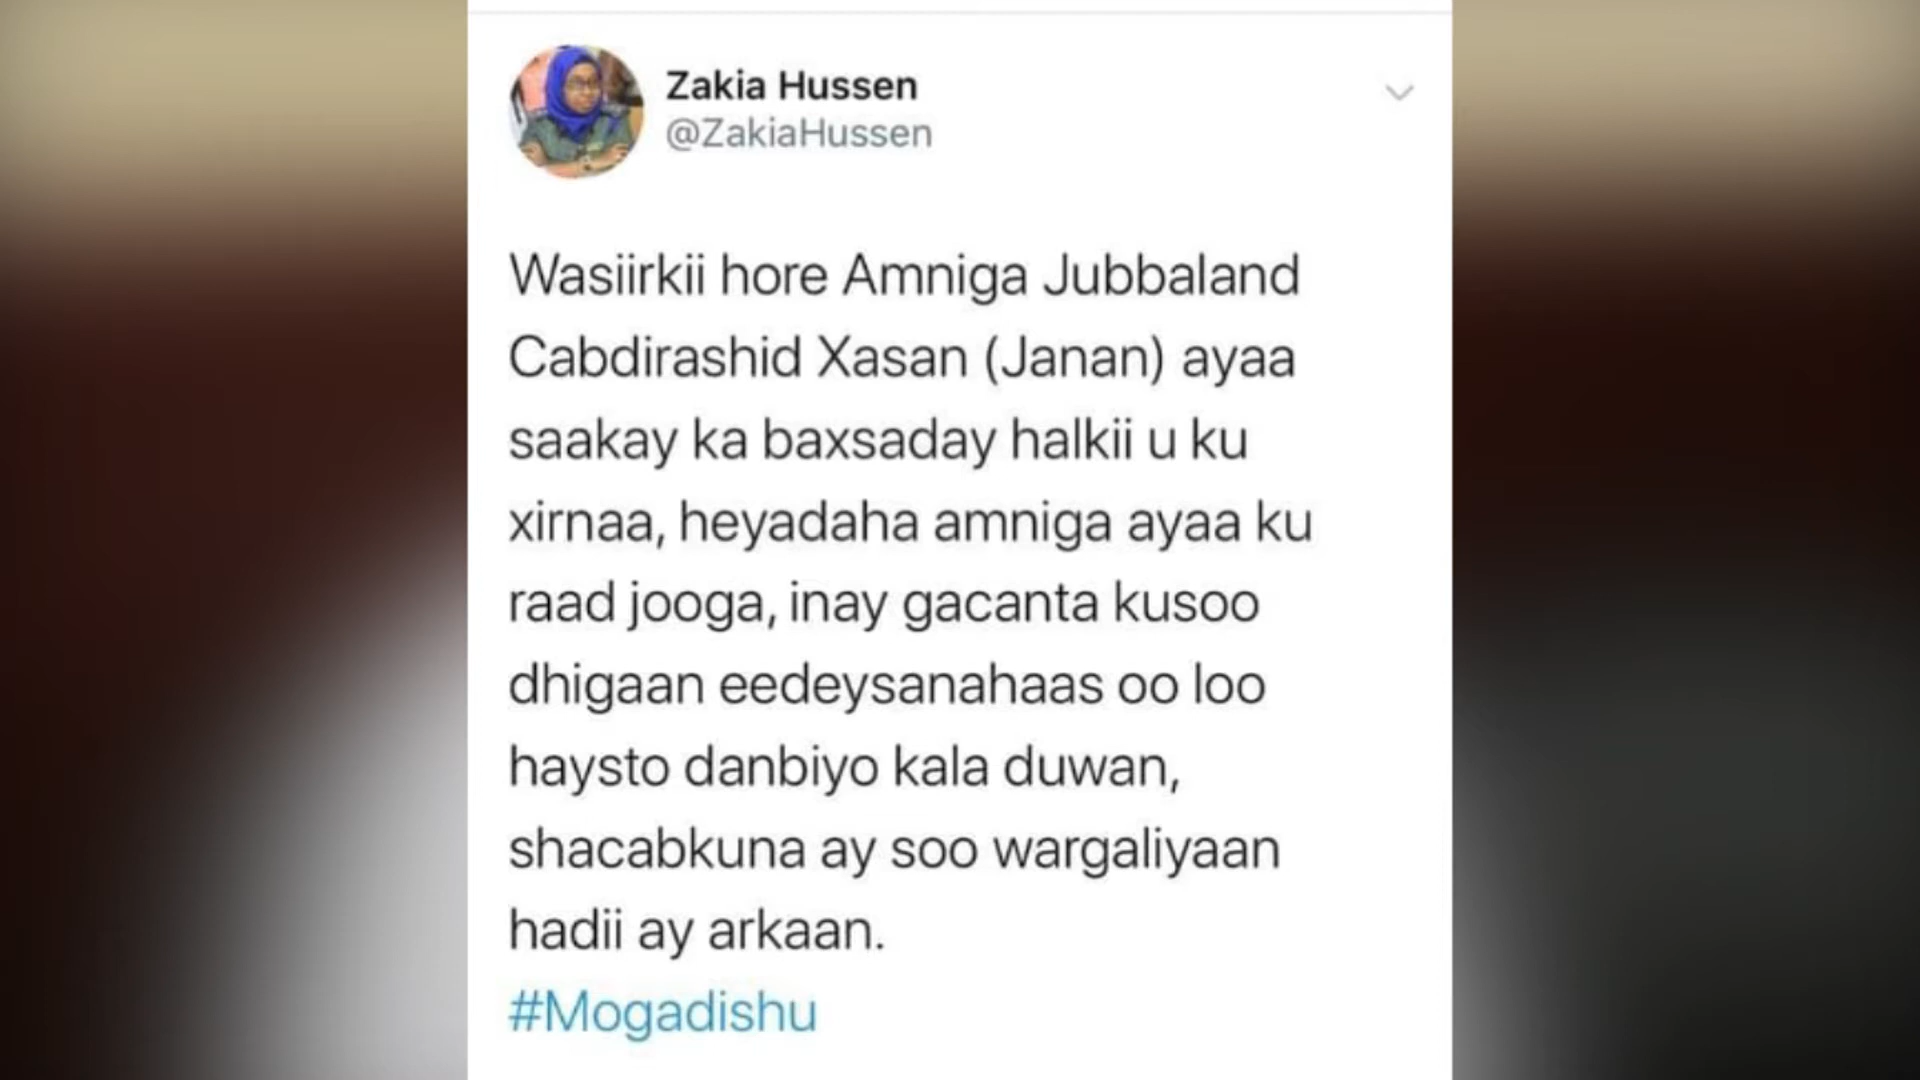 Zakia Hussen
@ZakiaHussen
Wasiirkii hore Amniga Jubbaland
Cabdirashid Xasan (Janan) ayaa
saakay ka baxsaday halkii u ku
xirnaa, heyadaha amniga ayaa ku
raad jooga, inay gacanta kusoo
dhigaan eedeysanahaas oo loo
haysto danbiyo kala duwan,
shacabkuna ay soo wargaliyaan
hadii ay arkaan.
#Mogadishu